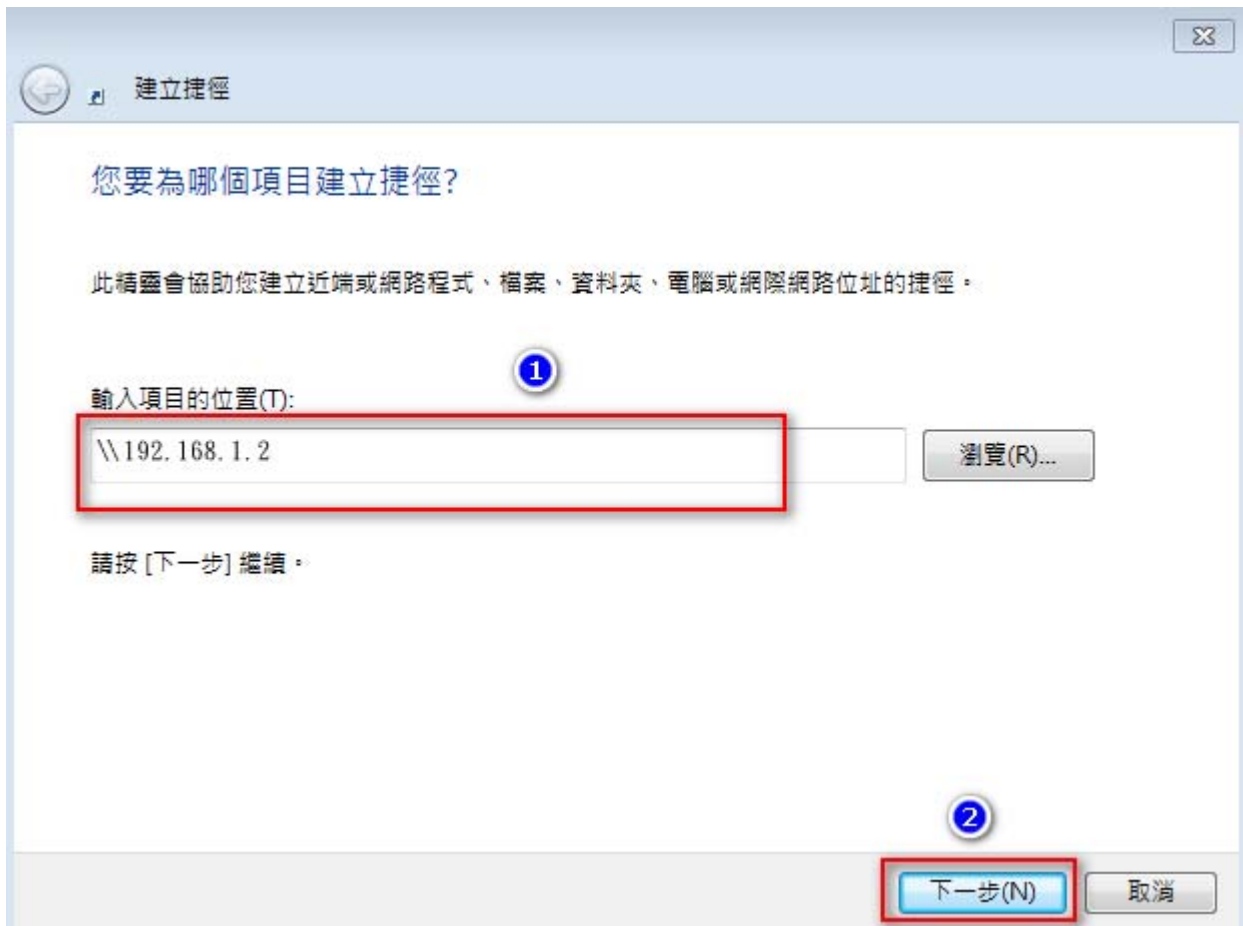 建立捷徑
您要為哪個項目建立捷徑?
此精靈會協助您建立近端或網路程式、檔案、資料夾、電腦或網際網路位址的捷徑。
1
輸入項目的位置(T):
\\192.168.1.2
瀏覽(R)...
請按 [下一步] 繼續。
2
下一步(N)
取消